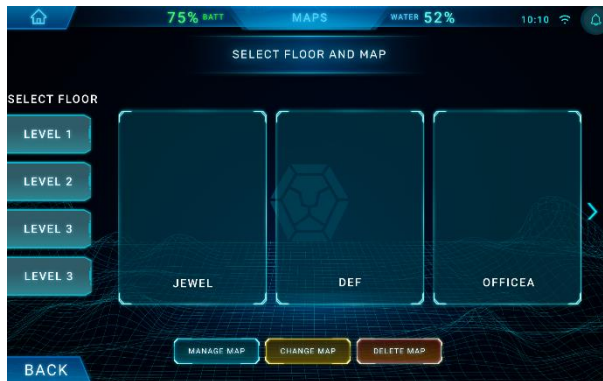 75% BATT
MAPS
WATER 52%
10:10
SELECT FLOOR AND MAP
SELECT FLOOR
LEVEL 1
LEVEL 2
LEVEL 3
LEVEL 3
JEWEL
DEF
OFFICEA
MANAGE MAP
CHANGE MAP
DELETE MAP
BACK